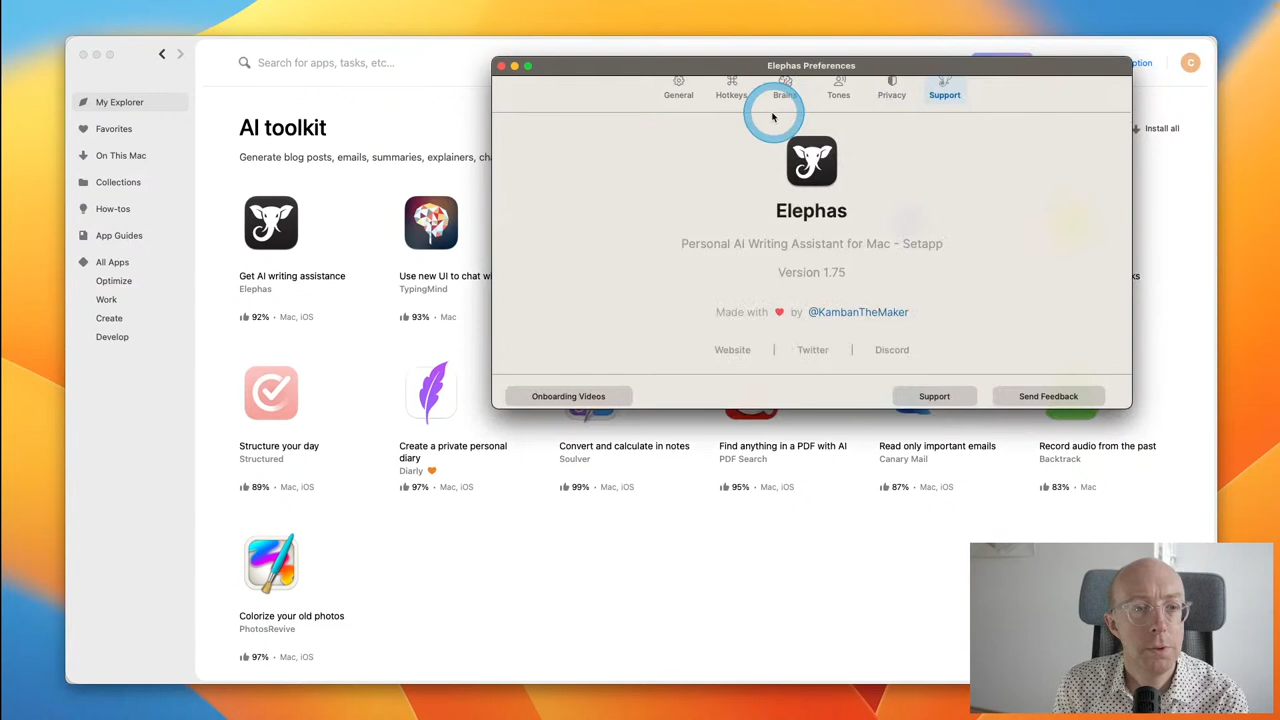 Search for apps, tasks, etc...
ption
C
My Explorer
Favorites
On This Mac
Collections
How-tos
App Guides
All Apps
Optimize
Work
Create
Develop
AI toolkit
Generate blog posts, emails, summaries, explainers, cha
Install all
Elephas Preferences
General
Hotkeys
Brains
Tones
Privacy
Support
Elephas
Personal AI Writing Assistant for Mac - Setapp
Version 1.75
Made with ❤ by @KambanTheMaker
Website | Twitter | Discord
Onboarding Videos
Support
Send Feedback
Get AI writing assistance
Elephas
92% • Mac, iOS
Use new UI to chat wi
TypingMind
93% • Mac
ks
Structure your day
Structured
89% • Mac, iOS
Create a private personal
diary
Diarly 🧡
97% • Mac, iOS
Convert and calculate in notes
Soulver
99% • Mac, iOS
Find anything in a PDF with AI
PDF Search
95% • Mac, iOS
Read only important emails
Canary Mail
87% • Mac, iOS
Record audio from the past
Backtrack
83% • Mac
Colorize your old photos
PhotosRevive
97% • Mac, iOS